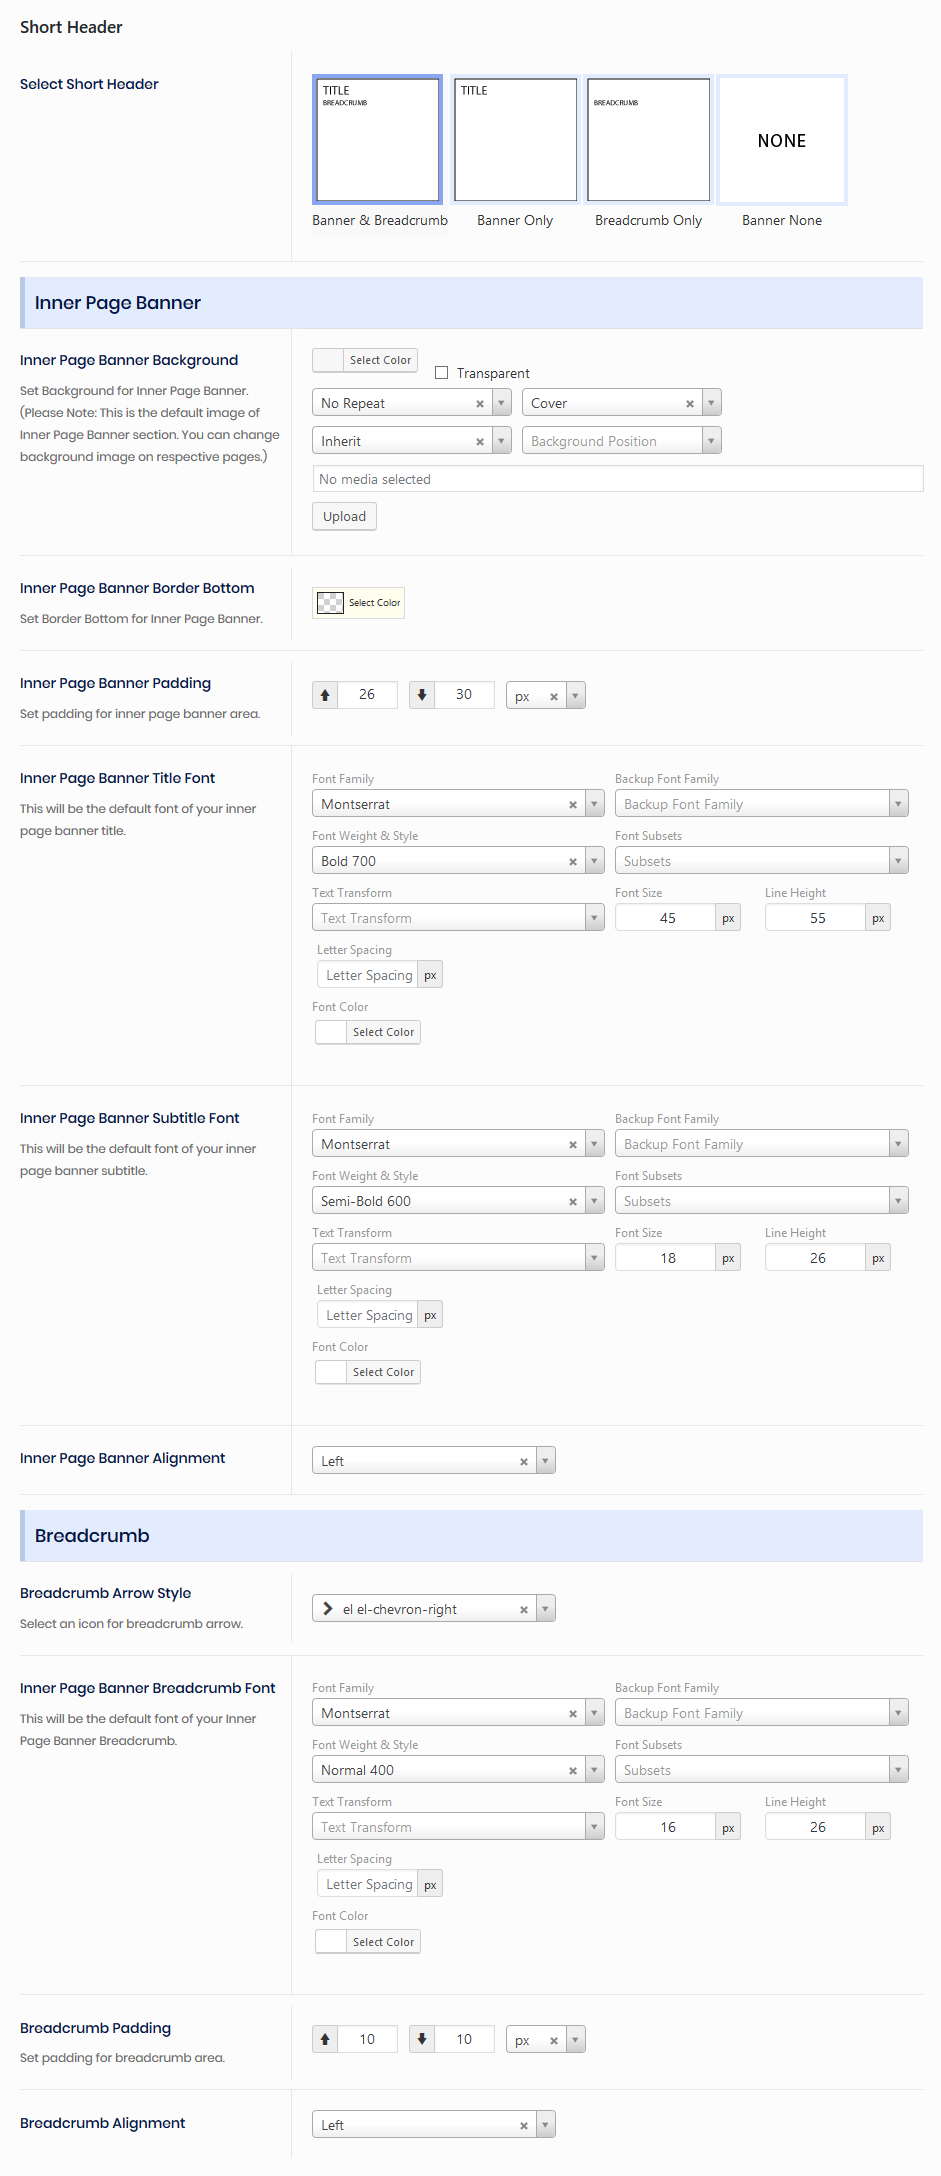 Short Header
Select Short Header
TITLE
BREADCRUMB
TITLE
BREADCRUMB
NONE
Banner & Breadcrumb
Banner Only
Breadcrumb Only
Banner None
Inner Page Banner
Inner Page Banner Background
Set Background for Inner Page Banner.
(Please Note: This is the default image of
Inner Page Banner section. You can change
background image on respective pages.)
Select Color
Transparent
No Repeat
Cover
Inherit
Background Position
No media selected
Upload
Inner Page Banner Border Bottom
Set Border Bottom for Inner Page Banner.
Select Color
Inner Page Banner Padding
Set padding for inner page banner area.
26
30
px
Inner Page Banner Title Font
This will be the default font of your inner
page banner title.
Font Family
Backup Font Family
Montserrat
Backup Font Family
Font Weight & Style
Font Subsets
Bold 700
Subsets
Text Transform
Font Size
Line Height
Text Transform
45
px
55
px
Letter Spacing
Letter Spacing
px
Font Color
Select Color
Inner Page Banner Subtitle Font
This will be the default font of your inner
page banner subtitle.
Font Family
Backup Font Family
Montserrat
Backup Font Family
Font Weight & Style
Font Subsets
Semi-Bold 600
Subsets
Text Transform
Font Size
Line Height
Text Transform
18
px
26
px
Letter Spacing
Letter Spacing
px
Font Color
Select Color
Inner Page Banner Alignment
Left
Breadcrumb
Breadcrumb Arrow Style
Select an icon for breadcrumb arrow.
el el-chevron-right
Inner Page Banner Breadcrumb Font
This will be the default font of your Inner
Page Banner Breadcrumb.
Font Family
Backup Font Family
Montserrat
Backup Font Family
Font Weight & Style
Font Subsets
Normal 400
Subsets
Text Transform
Font Size
Line Height
Text Transform
16
px
26
px
Letter Spacing
Letter Spacing
px
Font Color
Select Color
Breadcrumb Padding
Set padding for breadcrumb area.
10
10
px
Breadcrumb Alignment
Left